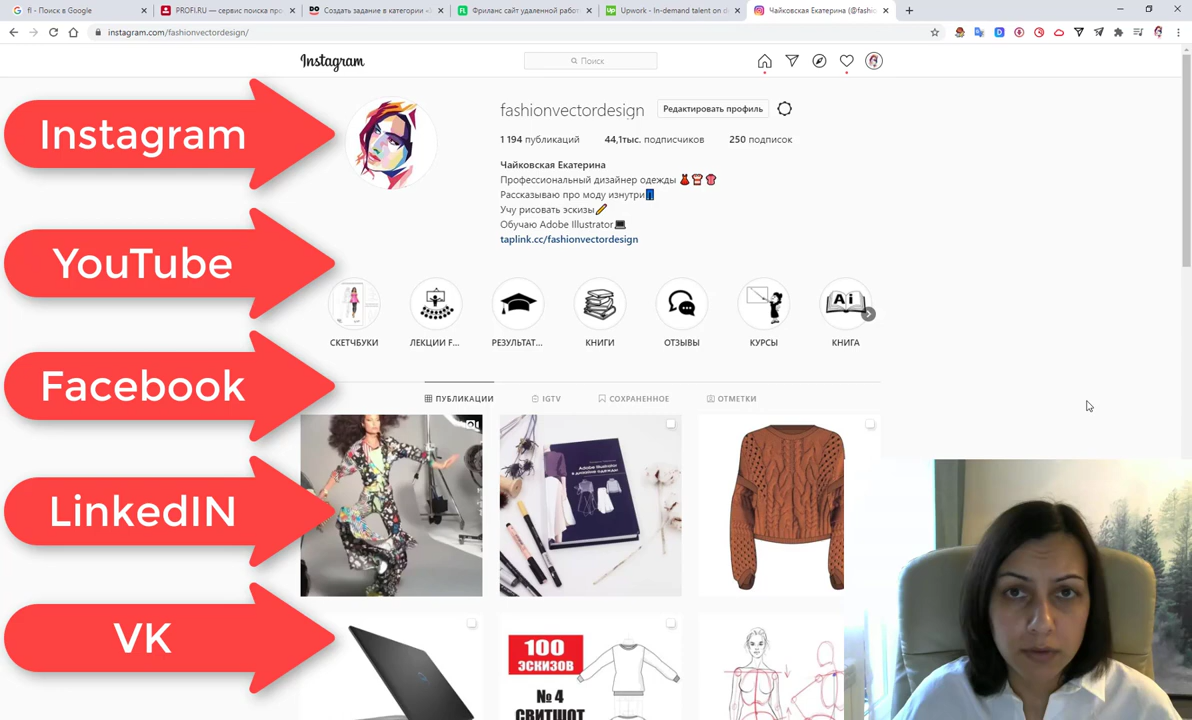 fl - Поиск в Google
PROFI.RU — сервис поиска про
Создать задание в категории «
Фриланс сайт удаленной работ
Upwork - In-demand talent on d
Чайковская Екатерина (@fashio
instagram.com/fashionvectordesign/
Instagram
Поиск
fashionvectordesign
Редактировать профиль
1 194 публикаций
44,1тыс. подписчиков
250 подписок
Чайковская Екатерина
Профессиональный дизайнер одежды
Рассказываю про моду изнутри
Учу рисовать эскизы
Обучаю Adobe Illustrator
taplink.cc/fashionvectordesign
Ai
СКЕТЧБУКИ
ЛЕКЦИИ F...
РЕЗУЛЬТАТ...
КНИГИ
ОТЗЫВЫ
КУРСЫ
КНИГА
ПУБЛИКАЦИИ
IGTV
СОХРАНЕННОЕ
ОТМЕТКИ
Instagram
YouTube
Facebook
LinkedIN
VK
Adobe Illustrator
100
ЭСКИЗОВ
№ 4
СВИТШОТ